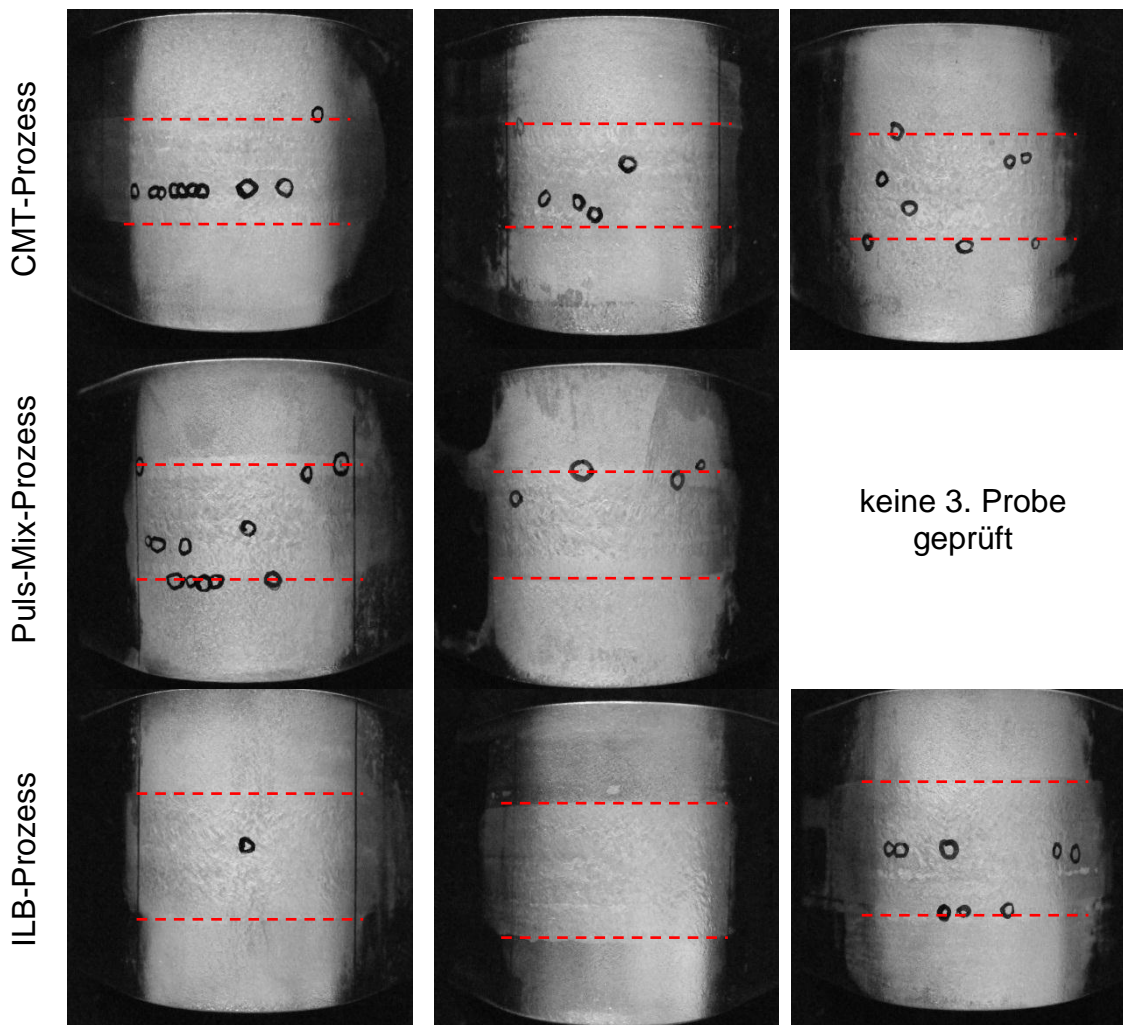 CMT-Prozess
Puls-Mix-Prozess
keine 3. Probe
geprüft
ILB-Prozess